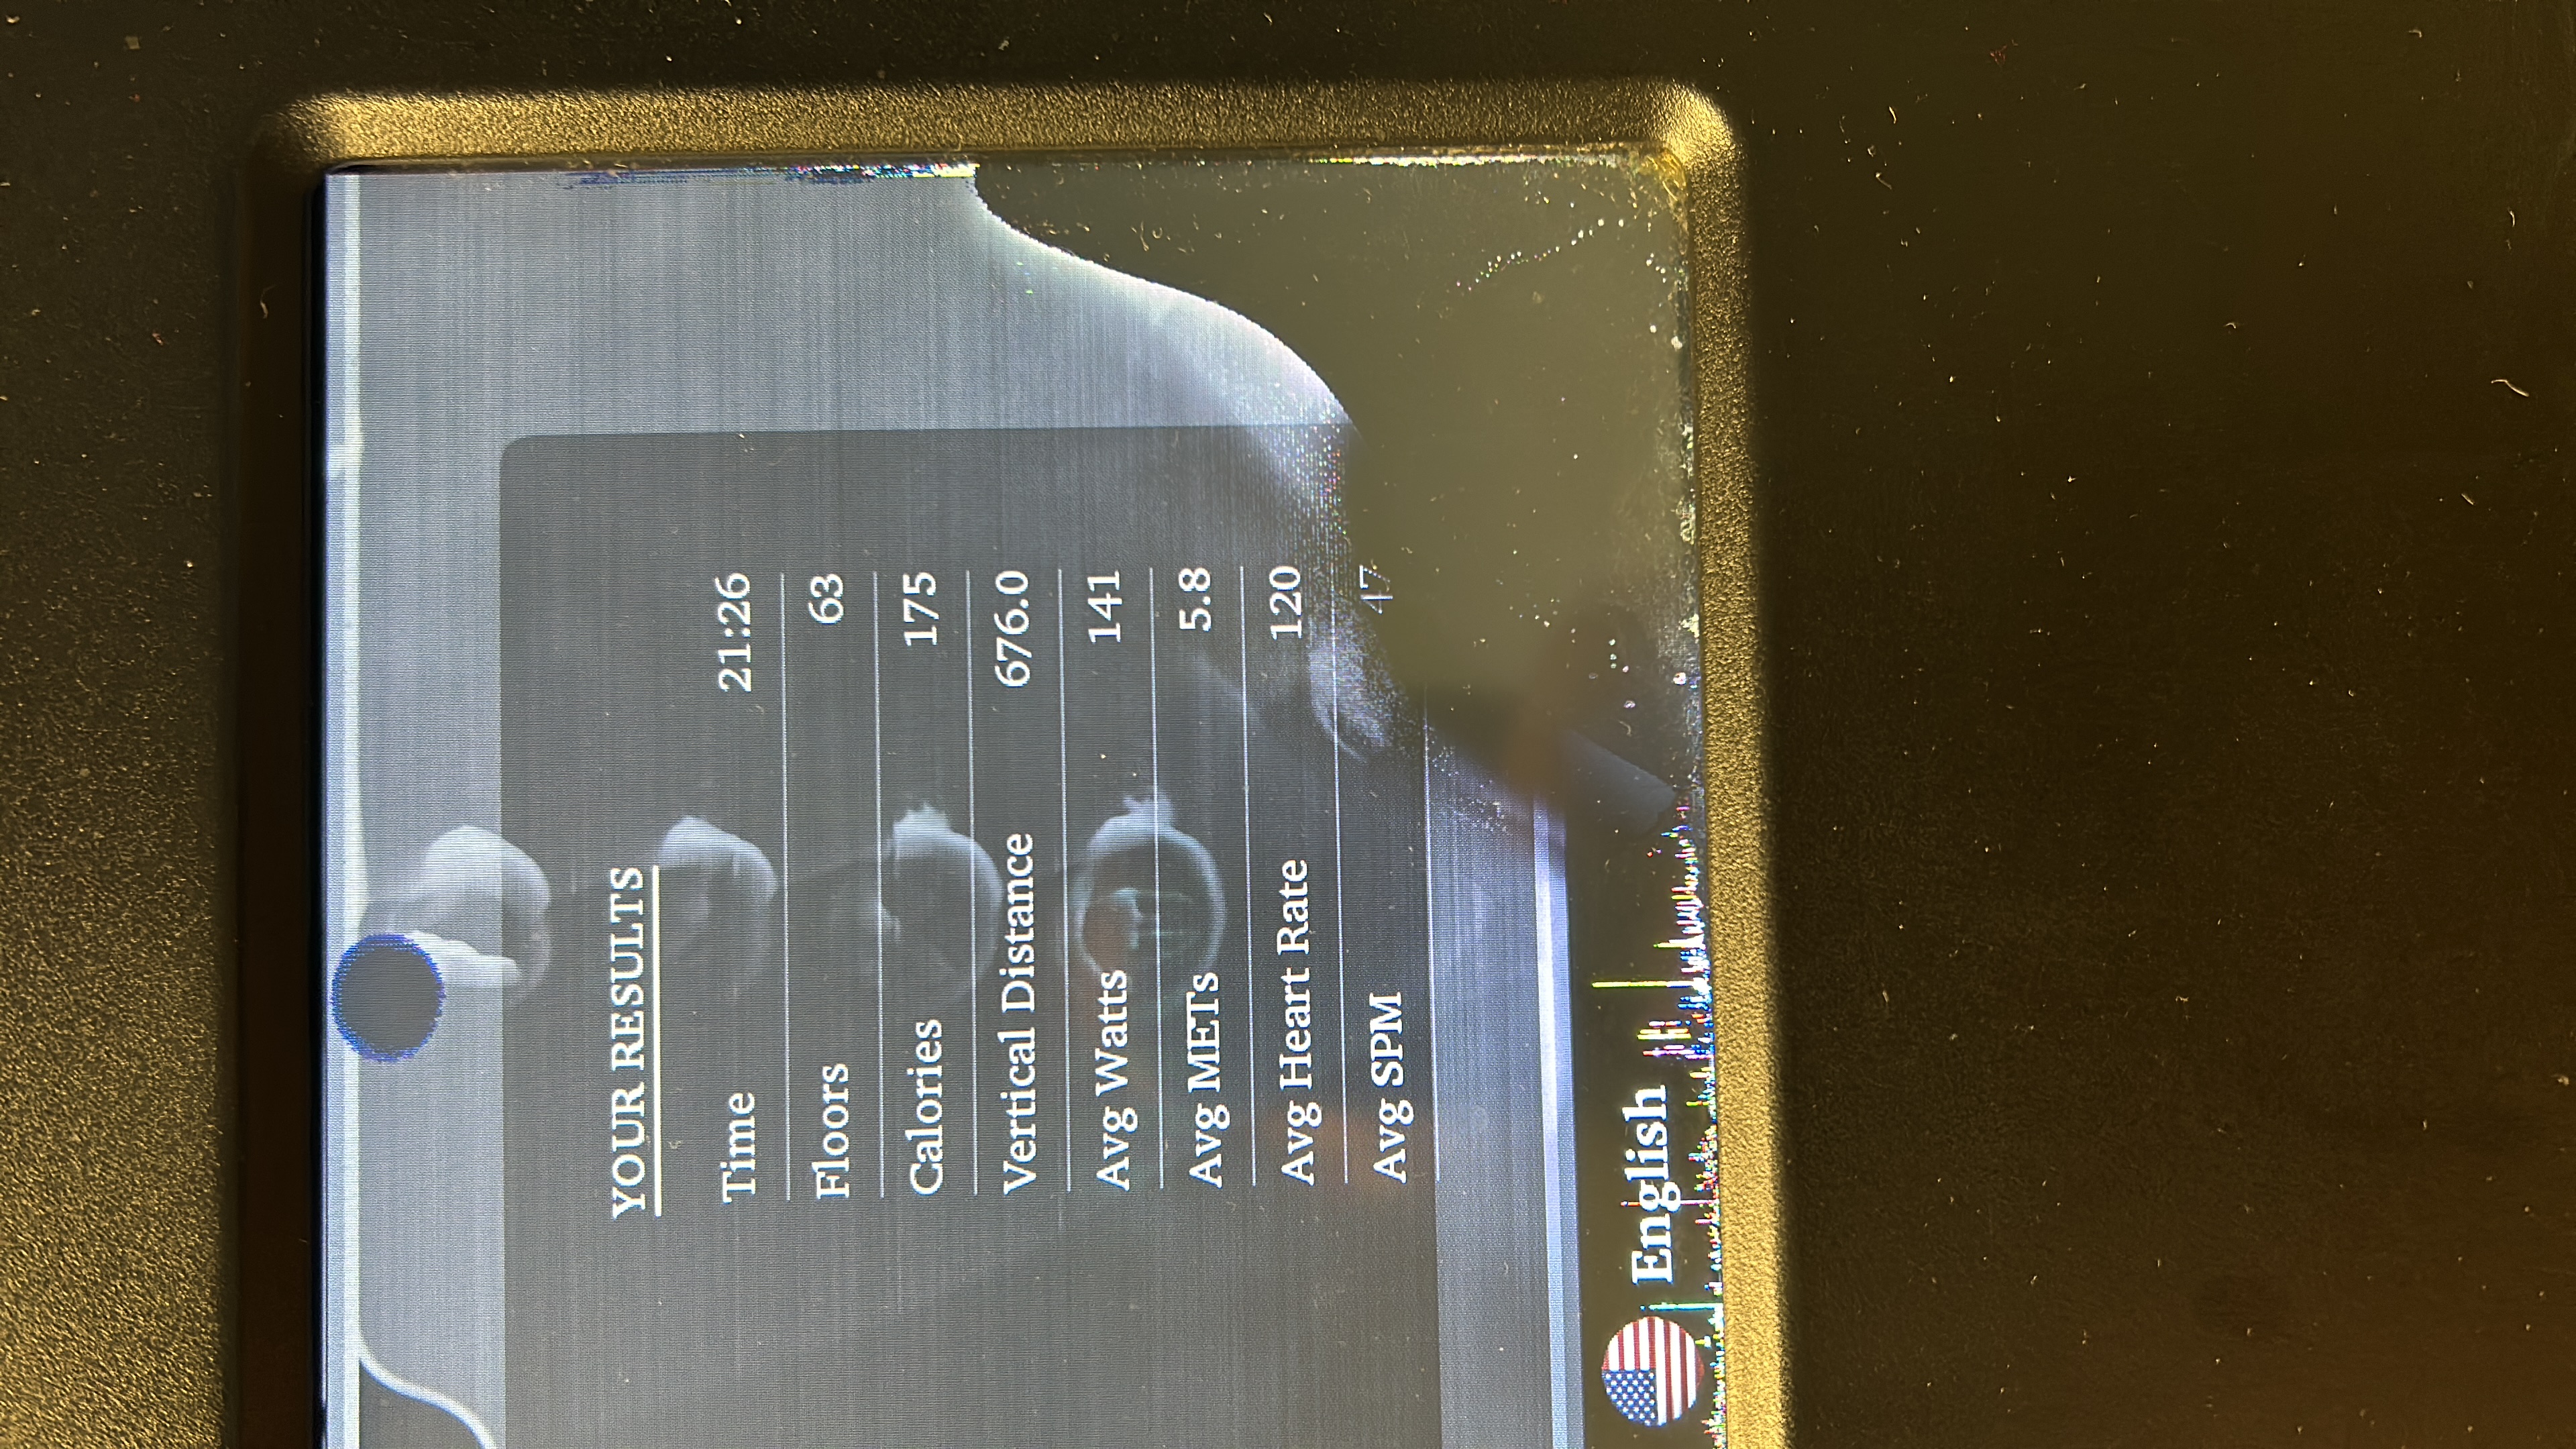 YOUR RESULTS
Time 21:26
Floors 63
Calories 175
Vertical Distance 676.0
Avg Watts 141
Avg METs 5.8
Avg Heart Rate 120
Avg SPM 47
English